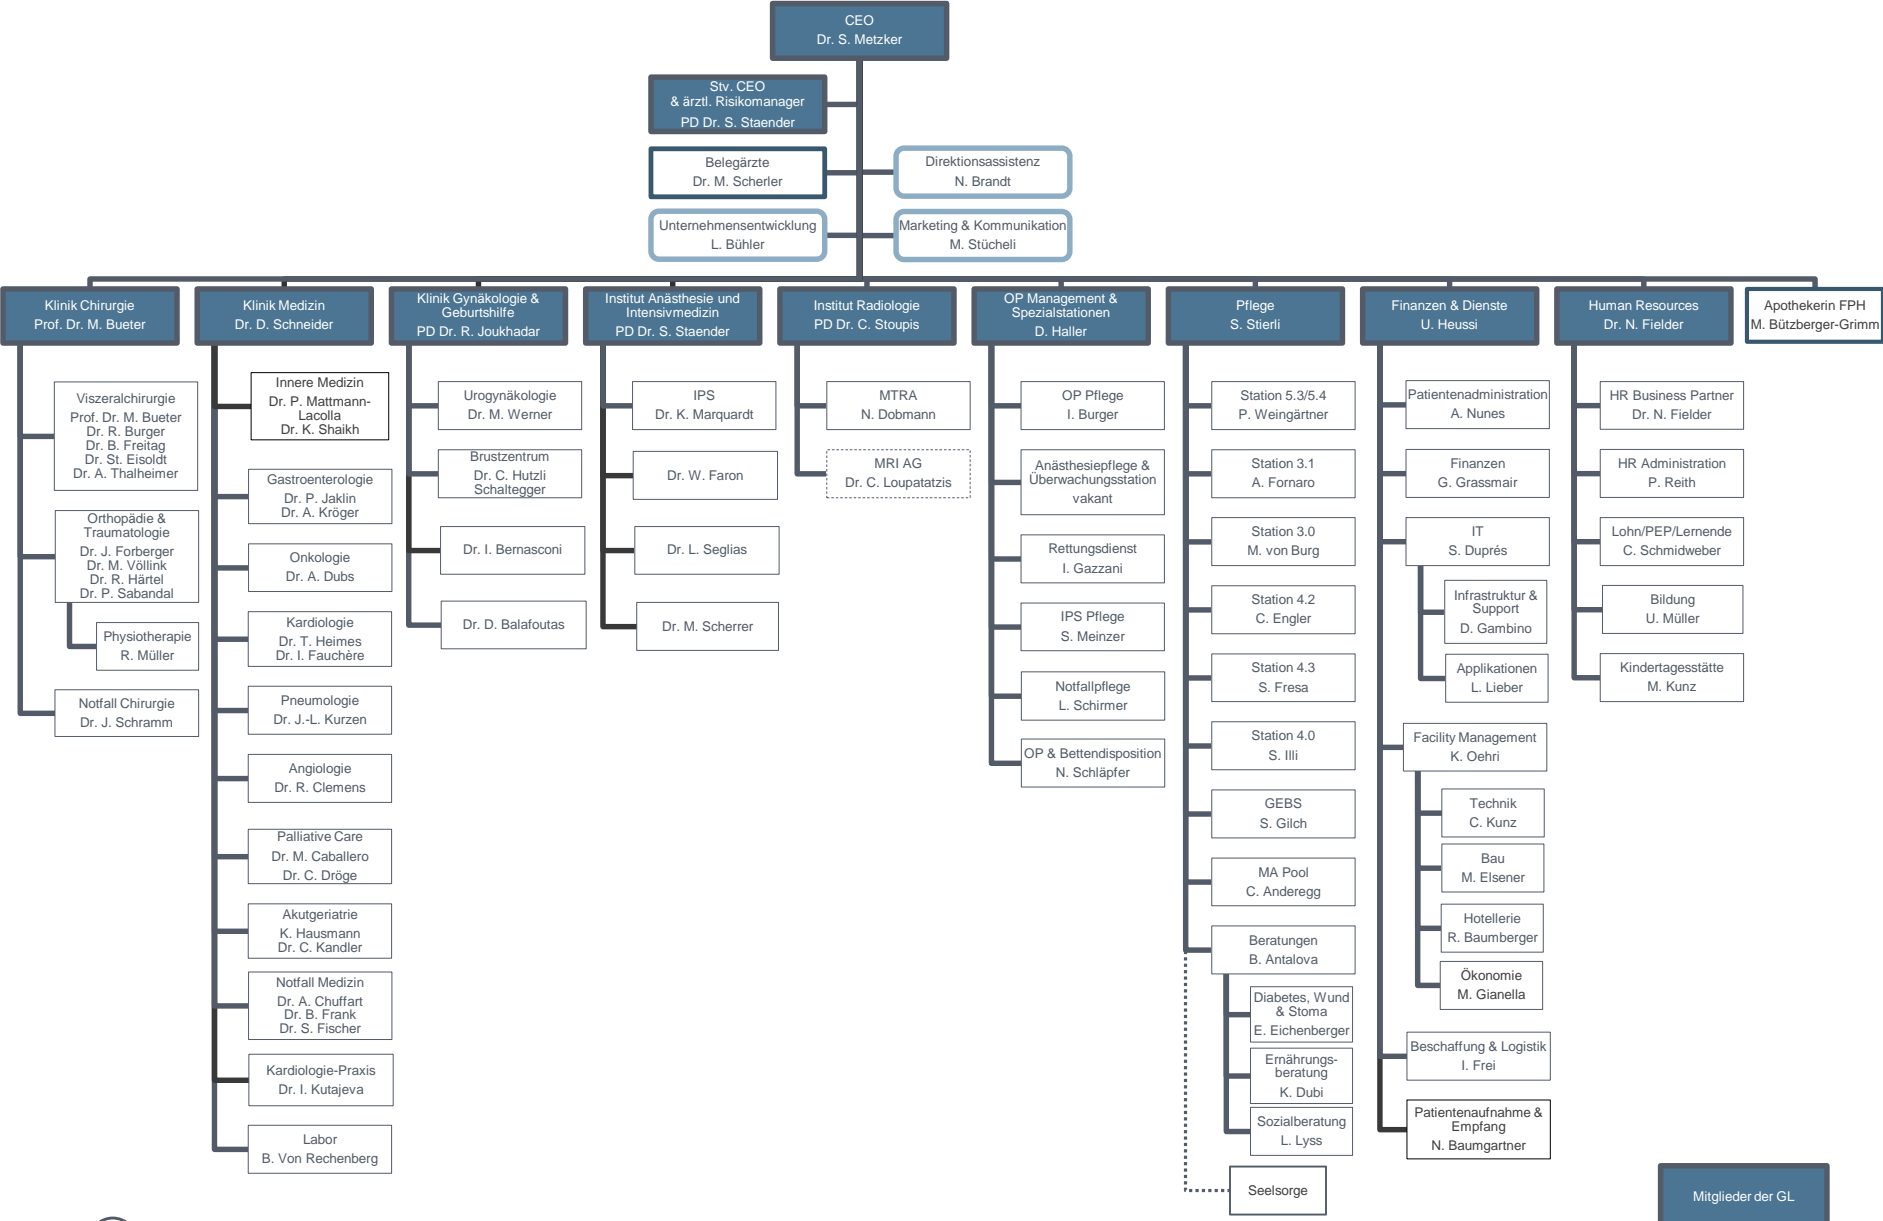 CEO
Dr. S. Metzker
Stv. CEO
& ärztl. Risikomanager
PD Dr. S. Staender
Belegärzte
Dr. M. Scherler
Direktionsassistenz
N. Brandt
Unternehmensentwicklung
L. Bühler
Marketing & Kommunikation
M. Stücheli
Klinik Chirurgie
Prof. Dr. M. Bueter
Klinik Medizin
Dr. D. Schneider
Klinik Gynäkologie &
Geburtshilfe
PD Dr. R. Joukhadar
Institut Anästhesie und
Intensivmedizin
PD Dr. S. Staender
Institut Radiologie
PD Dr. C. Stoupis
OP Management &
Spezialstationen
D. Haller
Pflege
S. Stierli
Finanzen & Dienste
U. Heussi
Human Resources
Dr. N. Fielder
Apothekerin FPH
M. Bützberger-Grimm
Viszeralchirurgie
Prof. Dr. M. Bueter
Dr. R. Burger
Dr. B. Freitag
Dr. St. Eisoldt
Dr. A. Thalheimer
Orthopädie &
Traumatologie
Dr. J. Forberger
Dr. M. Völlink
Dr. R. Härtel
Dr. P. Sabandal
Physiotherapie
R. Müller
Notfall Chirurgie
Dr. J. Schramm
Innere Medizin
Dr. P. Mattmann-
Lacolla
Dr. K. Shaikh
Gastroenterologie
Dr. P. Jaklin
Dr. A. Kröger
Onkologie
Dr. A. Dubs
Kardiologie
Dr. T. Heimes
Dr. I. Fauchère
Pneumologie
Dr. J.-L. Kurzen
Angiologie
Dr. R. Clemens
Palliative Care
Dr. M. Caballero
Dr. C. Dröge
Akutgeriatrie
K. Hausmann
Dr. C. Kandler
Notfall Medizin
Dr. A. Chuffart
Dr. B. Frank
Dr. S. Fischer
Kardiologie-Praxis
Dr. I. Kutajeva
Labor
B. Von Rechenberg
Urogynäkologie
Dr. M. Werner
Brustzentrum
Dr. C. Hutzli
Schaltegger
Dr. I. Bernasconi
Dr. D. Balafoutas
IPS
Dr. K. Marquardt
Dr. W. Faron
Dr. L. Seglias
Dr. M. Scherrer
MTRA
N. Dobmann
MRI AG
Dr. C. Loupatatzis
OP Pflege
I. Burger
Anästhesiepflege &
Überwachungsstation
vakant
Rettungsdienst
I. Gazzani
IPS Pflege
S. Meinzer
Notfallpflege
L. Schirmer
OP & Bettendisposition
N. Schläpfer
Station 5.3/5.4
P. Weingärtner
Station 3.1
A. Fornaro
Station 3.0
M. von Burg
Station 4.2
C. Engler
Station 4.3
S. Fresa
Station 4.0
S. Illi
GEBS
S. Gilch
MA Pool
C. Anderegg
Beratungen
B. Antalova
Diabetes, Wund
& Stoma
E. Eichenberger
Ernährungs-
beratung
K. Dubi
Sozialberatung
L. Lyss
Seelsorge
Patientenadministration
A. Nunes
Finanzen
G. Grassmair
IT
S. Duprés
Infrastruktur &
Support
D. Gambino
Applikationen
L. Lieber
Facility Management
K. Oehri
Technik
C. Kunz
Bau
M. Elsener
Hotellerie
R. Baumberger
Ökonomie
M. Gianella
Beschaffung & Logistik
I. Frei
Patientenaufnahme &
Empfang
N. Baumgartner
HR Business Partner
Dr. N. Fielder
HR Administration
P. Reith
Lohn/PEP/Lernende
C. Schmidweber
Bildung
U. Müller
Kindertagesstätte
M. Kunz
Mitglieder der GL